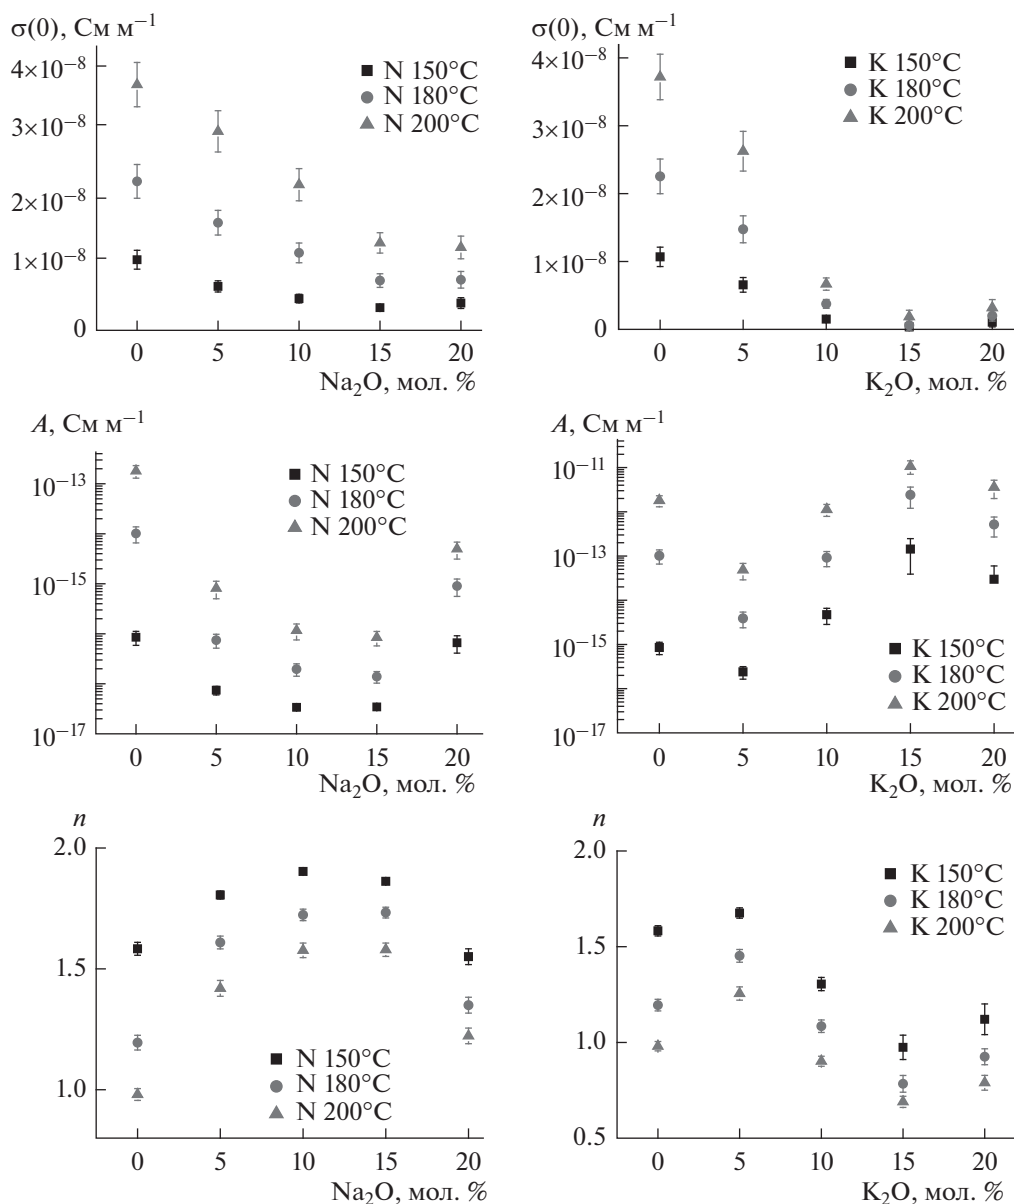 σ(0), См м⁻¹
4×10⁻⁸
3×10⁻⁸
2×10⁻⁸
1×10⁻⁸
0
N 150°C
N 180°C
N 200°C
0 5 10 15 20
Na₂O, мол. %
σ(0), См м⁻¹
4×10⁻⁸
3×10⁻⁸
2×10⁻⁸
1×10⁻⁸
0
K 150°C
K 180°C
K 200°C
0 5 10 15 20
K₂O, мол. %
A, См м⁻¹
10⁻¹³
10⁻¹⁵
10⁻¹⁷
N 150°C
N 180°C
N 200°C
0 5 10 15 20
Na₂O, мол. %
A, См м⁻¹
10⁻¹¹
10⁻¹³
10⁻¹⁵
10⁻¹⁷
K 150°C
K 180°C
K 200°C
0 5 10 15 20
K₂O, мол. %
n
2.0
1.5
1.0
N 150°C
N 180°C
N 200°C
0 5 10 15 20
Na₂O, мол. %
n
2.0
1.5
1.0
0.5
K 150°C
K 180°C
K 200°C
0 5 10 15 20
K₂O, мол. %